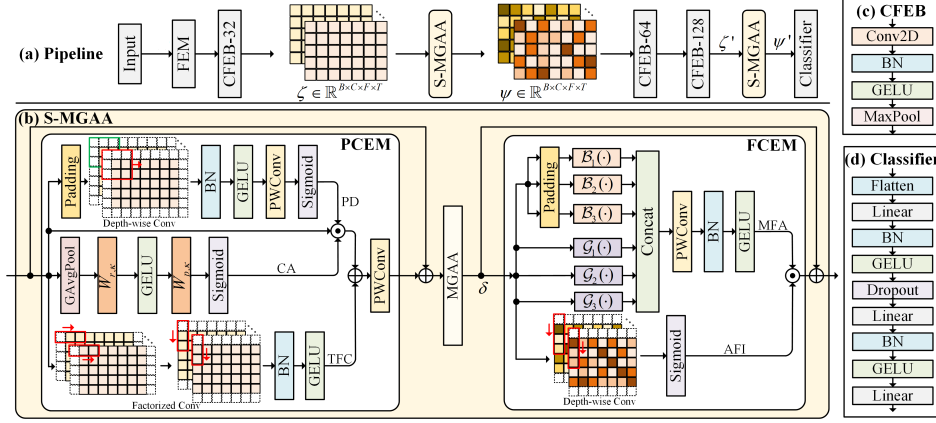 (a) Pipeline
Input
FEM
CFEB-32
ζ ∈ ℝ^{B×C×F×T}
S-MGAA
ψ ∈ ℝ^{B×C×F×T}
CFEB-64
CFEB-128
ζ'
S-MGAA
ψ'
Classifier
(b) S-MGAA
PCEM
Padding
Depth-wise Conv
BN
GELU
PWConv
Sigmoid
PD
GAvgPool
GELU
Sigmoid
CA
Factorized Conv
BN
GELU
TFC
PWConv
MGAA
δ
FCEM
Padding
B₁(·)
B₂(·)
B₃(·)
G₁(·)
G₂(·)
G₃(·)
Concat
PWConv
BN
GELU
MFA
Depth-wise Conv
Sigmoid
AFI
(c) CFEB
Conv2D
BN
GELU
MaxPool
(d) Classifier
Flatten
Linear
BN
GELU
Dropout
Linear
BN
GELU
Linear